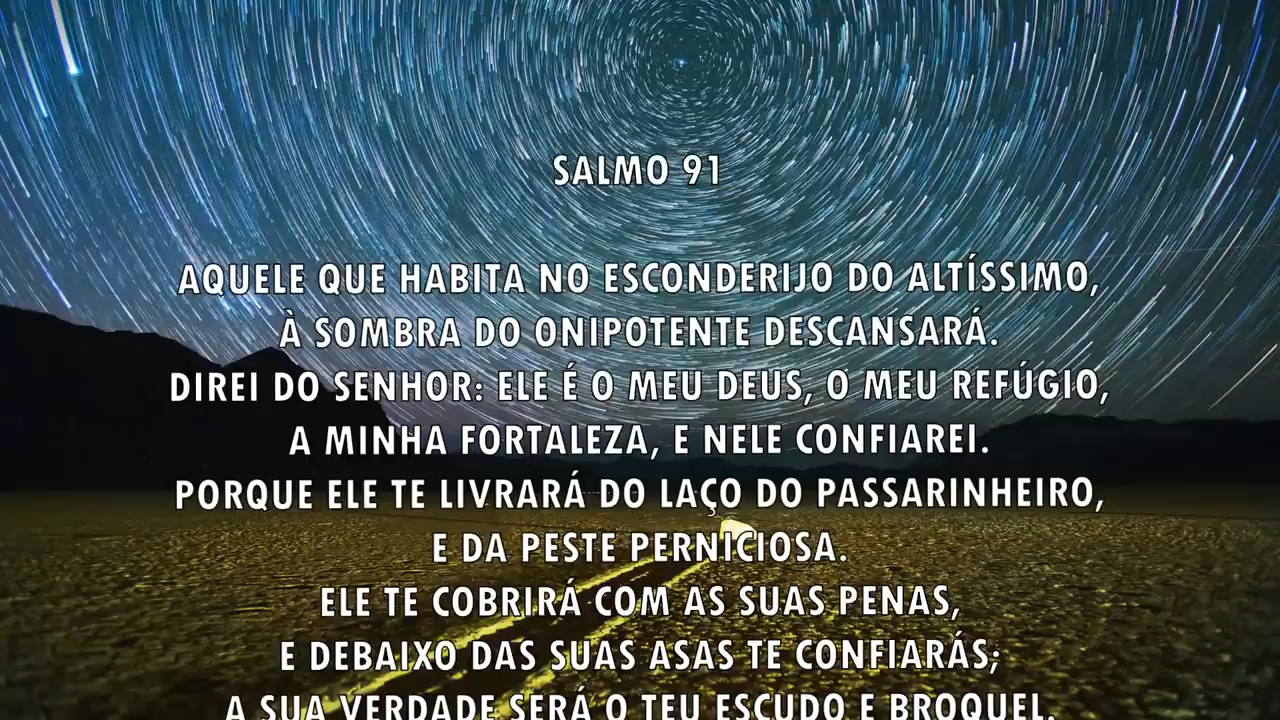 SALMO 91
AQUELE QUE HABITA NO ESCONDERIJO DO ALTÍSSIMO,
À SOMBRA DO ONIPOTENTE DESCANSARÁ.
DIREI DO SENHOR: ELE É O MEU DEUS, O MEU REFÚGIO,
A MINHA FORTALEZA, E NELE CONFIAREI.
PORQUE ELE TE LIVRARÁ DO LAÇO DO PASSARINHEIRO,
E DA PESTE PERNICIOSA.
ELE TE COBRIRÁ COM AS SUAS PENAS,
E DEBAIXO DAS SUAS ASAS TE CONFIARÁS;
A SUA VERDADE SERÁ O TEU ESCUDO E BROQUEL.